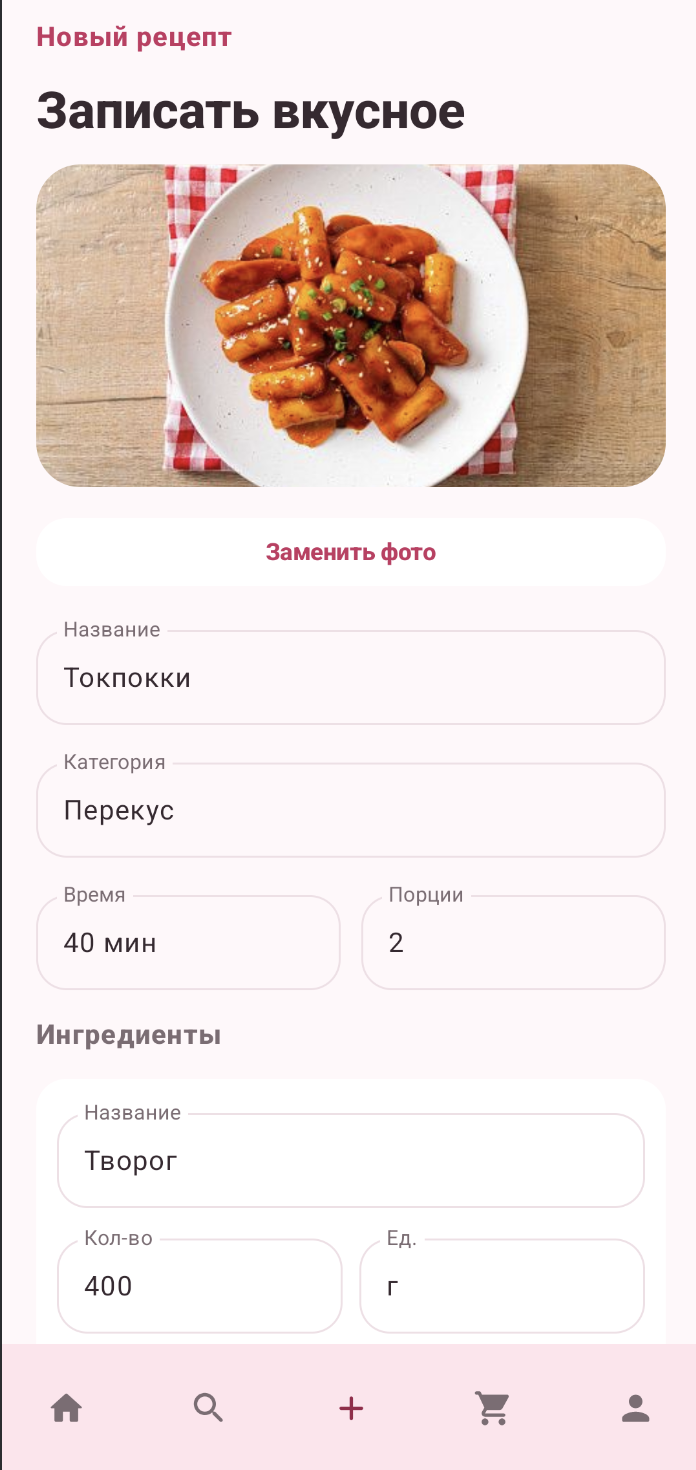 Новый рецепт
Записать вкусное
Заменить фото
Название
Токпокки
Категория
Перекус
Время
Порции
40 мин
2
Ингредиенты
Название
Творог
Кол-во
Ед.
400
г